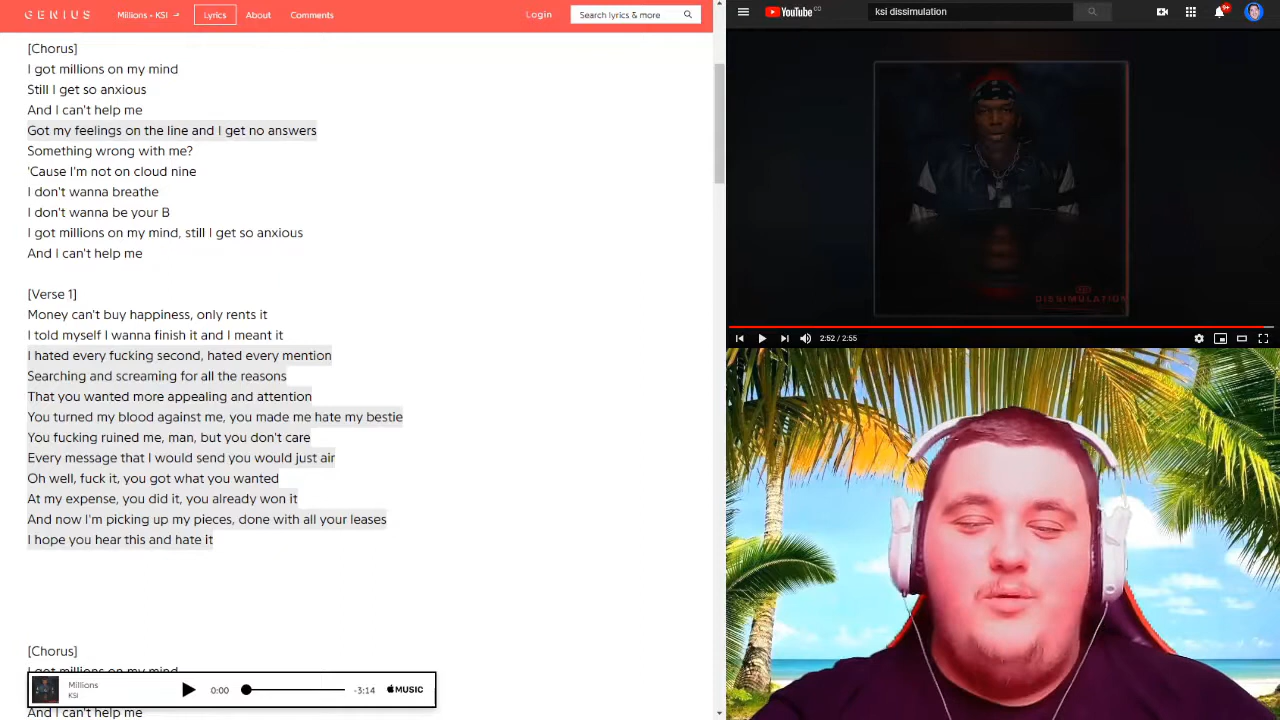 GENIUS
Millions - KSI
Lyrics
About
Comments
Login
Search lyrics & more
[Chorus]
I got millions on my mind
Still I get so anxious
And I can't help me
Got my feelings on the line and I get no answers
Something wrong with me?
'Cause I'm not on cloud nine
I don't wanna breathe
I don't wanna be your B
I got millions on my mind, still I get so anxious
And I can't help me
[Verse 1]
Money can't buy happiness, only rents it
I told myself I wanna finish it and I meant it
I hated every fucking second, hated every mention
Searching and screaming for all the reasons
That you wanted more appealing and attention
You turned my blood against me, you made me hate my bestie
You fucking ruined me, man, but you don't care
Every message that I would send you would just air
Oh well, fuck it, you got what you wanted
At my expense, you did it, you already won it
And now I'm picking up my pieces, done with all your leases
I hope you hear this and hate it
[Chorus]
I got millions on my mind
And I can't help me
Millions
KSI
0:00
-3:14
MUSIC
YouTube CO
ksi dissimulation
9+
DISSIMULATION
2:52 / 2:55